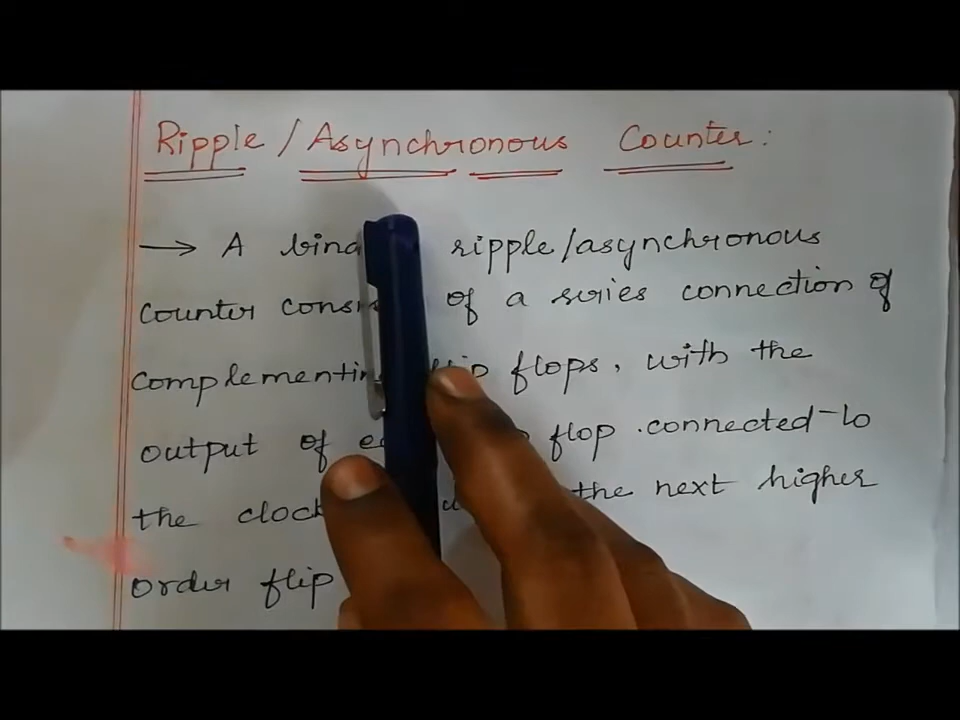 Ripple / Asynchronous Counter:
→ A ripple/asynchronous
counter of a series connection of
flops, with the
output of flop connected to
the the next higher
order flip